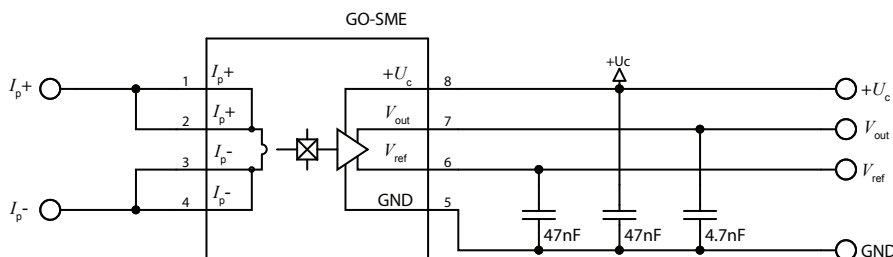 GO-SME
+Uc
Ip+ 1 Ip+ +Uc 8 +Uc
2 Ip+ Vout 7 Vout
3 Ip- Vref 6 Vref
Ip- 4 Ip- GND 5
47nF 47nF 4.7nF GND